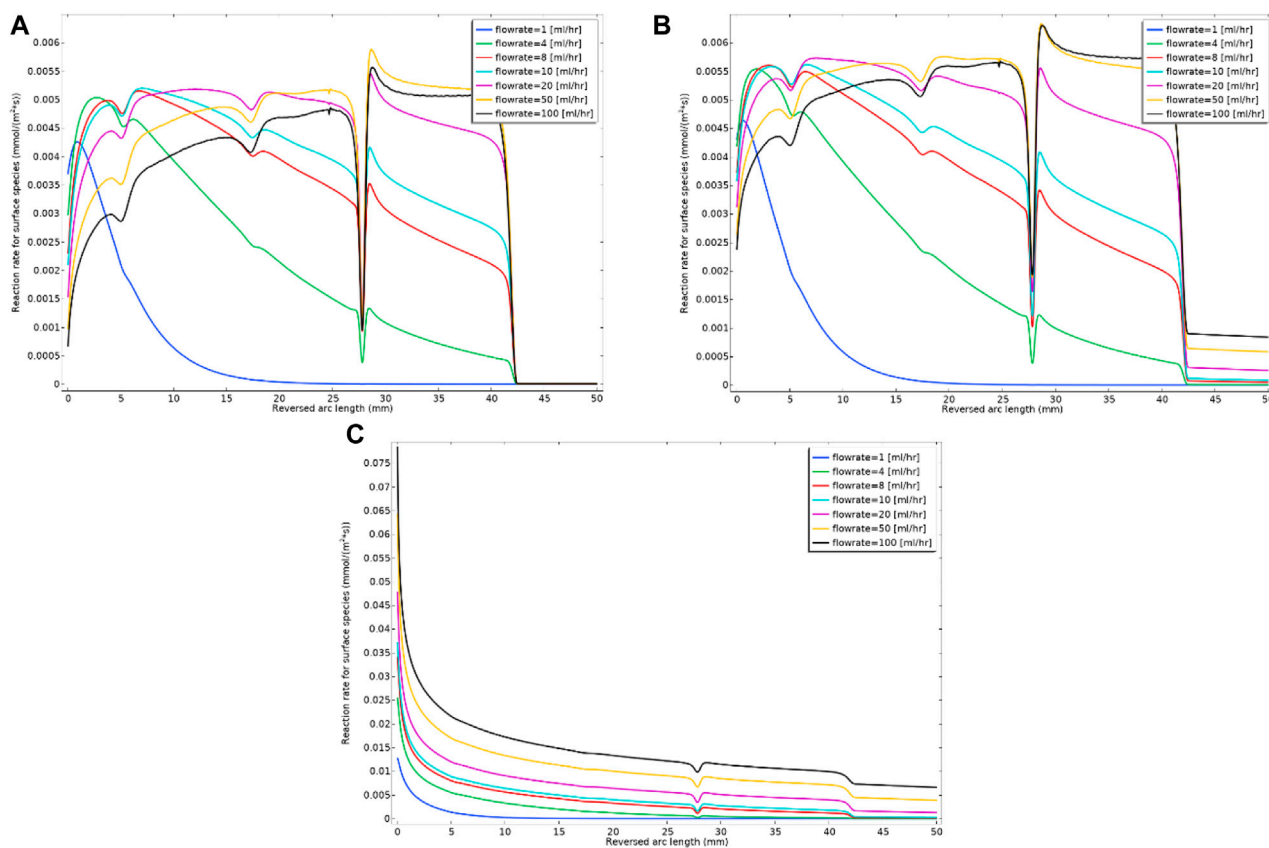 A
Reaction rate for surface species (mmol/(m²*s))
0.006
0.0055
0.005
0.0045
0.004
0.0035
0.003
0.0025
0.002
0.0015
0.001
0.0005
0
flowrate=1 [ml/hr]
flowrate=4 [ml/hr]
flowrate=8 [ml/hr]
flowrate=10 [ml/hr]
flowrate=20 [ml/hr]
flowrate=50 [ml/hr]
flowrate=100 [ml/hr]
0 5 10 15 20 25 30 35 40 45 50
Reversed arc length (mm)
B
Reaction rate for surface species (mmol/(m²*s))
0.006
0.0055
0.005
0.0045
0.004
0.0035
0.003
0.0025
0.002
0.0015
0.001
0.0005
0
flowrate=1 [ml/hr]
flowrate=4 [ml/hr]
flowrate=8 [ml/hr]
flowrate=10 [ml/hr]
flowrate=20 [ml/hr]
flowrate=50 [ml/hr]
flowrate=100 [ml/hr]
0 5 10 15 20 25 30 35 40 45 50
Reversed arc length (mm)
C
Reaction rate for surface species (mmol/(m²*s))
0.075
0.07
0.065
0.06
0.055
0.05
0.045
0.04
0.035
0.03
0.025
0.02
0.015
0.01
0.005
0
flowrate=1 [ml/hr]
flowrate=4 [ml/hr]
flowrate=8 [ml/hr]
flowrate=10 [ml/hr]
flowrate=20 [ml/hr]
flowrate=50 [ml/hr]
flowrate=100 [ml/hr]
0 5 10 15 20 25 30 35 40 45 50
Reversed arc length (mm)